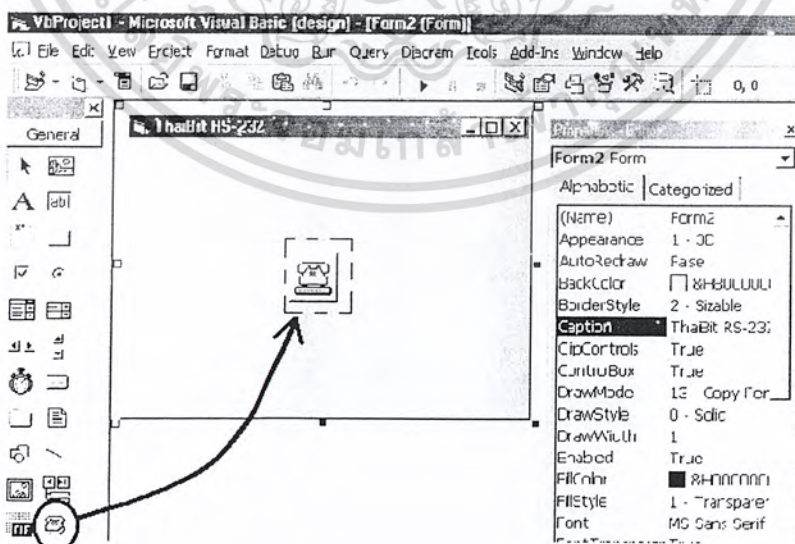 VbProject1 - Microsoft Visual Basic [design] - [Form2 (Form)]
File Edit View Project Format Debug Run Query Diagram Tools Add-Ins Window Help
0, 0
General
ThaiBit RS-232
Form2 Form
Alphabetic Categorized
(Name) Form2
Appearance 1 - 3D
AutoRedraw False
BackColor
BorderStyle 2 - Sizable
Caption ThaiBit RS-232
ClipControls True
ControlBox True
DrawMode 13 - Copy Pen
DrawStyle 0 - Solid
DrawWidth 1
Enabled True
FillColor
FillStyle 1 - Transparen
Font MS Sans Serif